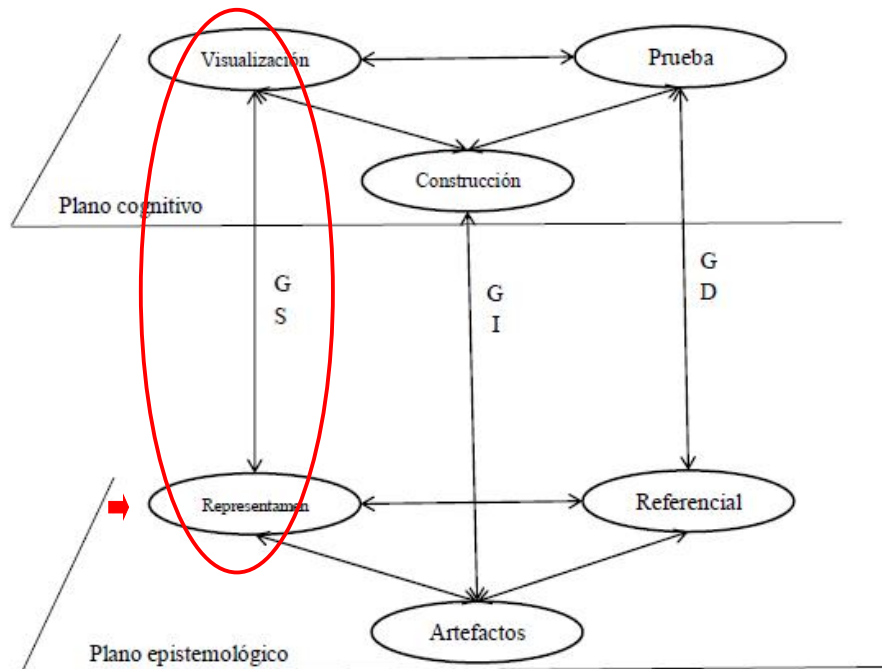 Visualización
Prueba
Construcción
Plano cognitivo
G
S
G
I
G
D
Representamen
Referencial
Artefactos
Plano epistemológico